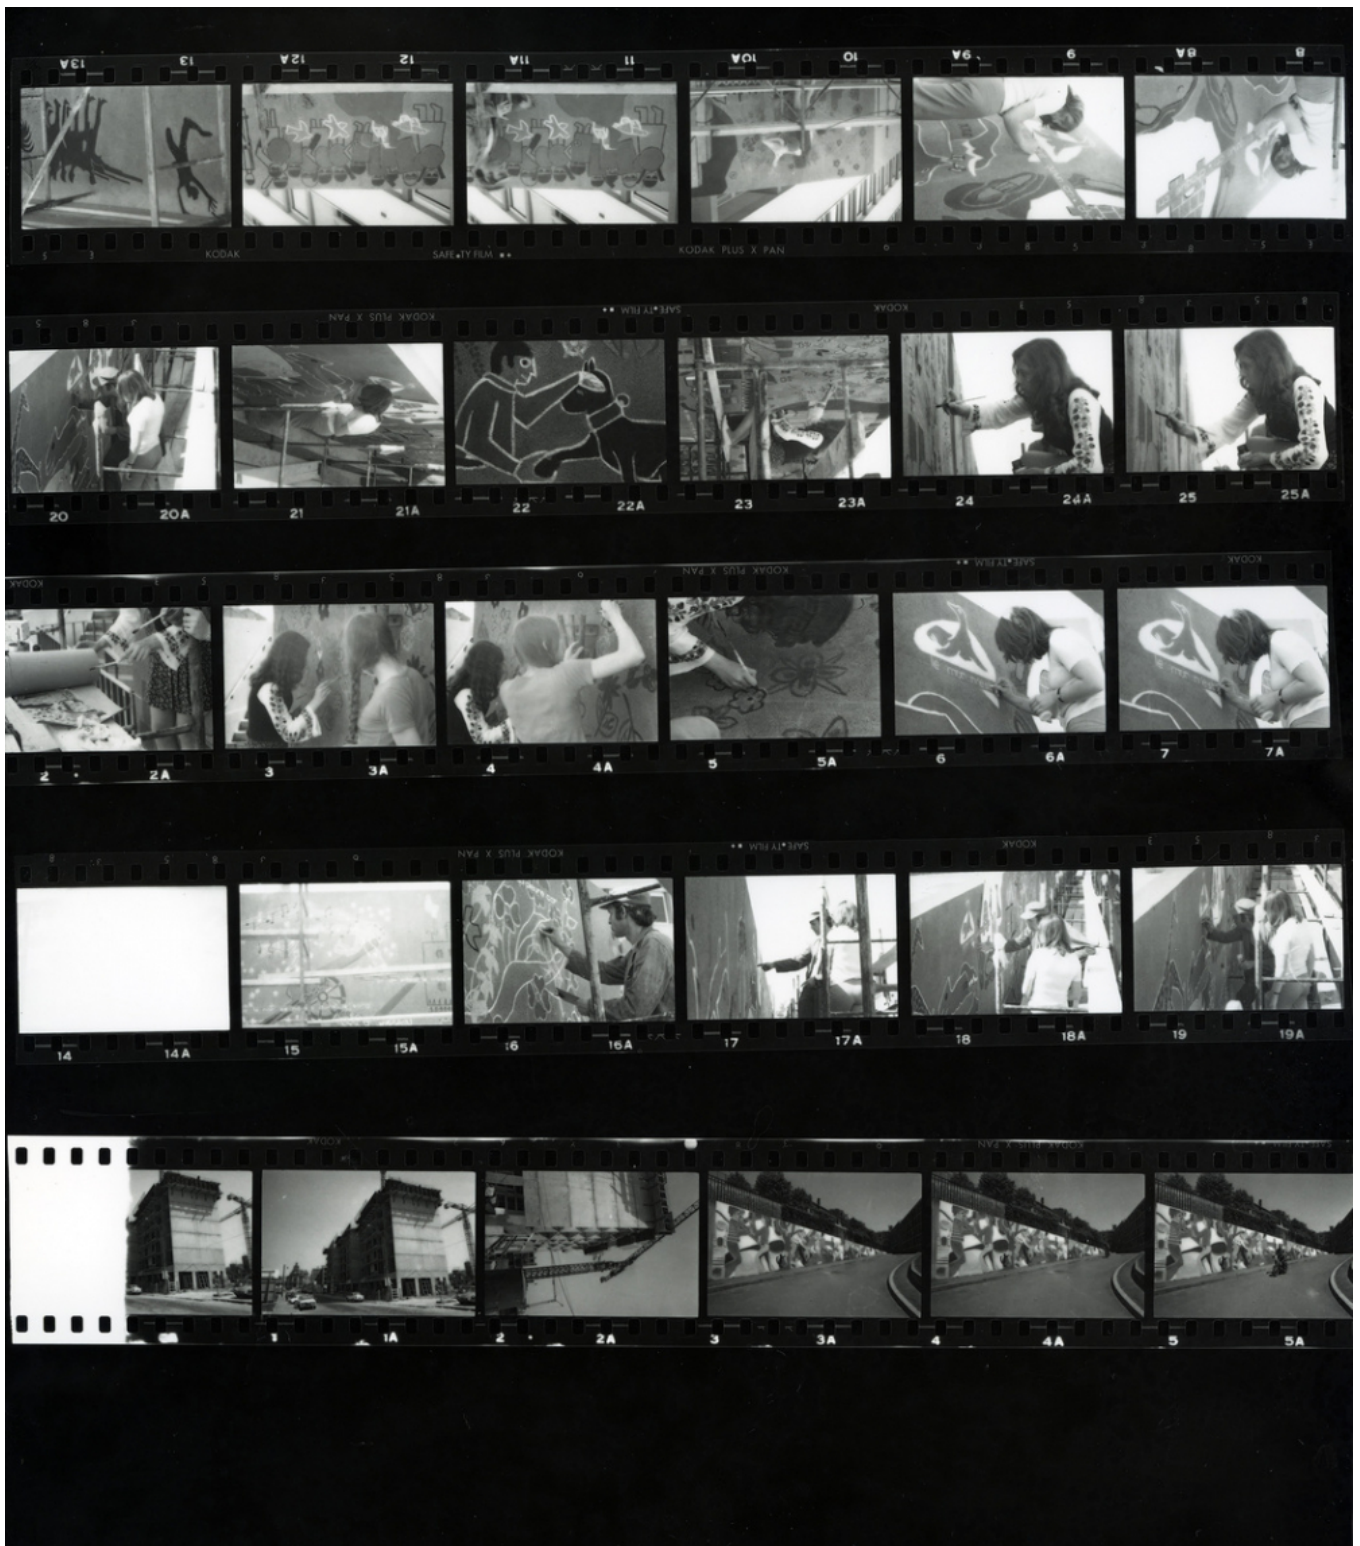 13A 13 12A 12 11A 11 10A 10 9A 9 8A 8
KODAK SAFETY FILM KODAK PLUS X PAN
KODAK PLUS X PAN SAFETY FILM KODAK
20 20A 21 21A 22 22A 23 23A 24 24A 25 25A
KODAK KODAK PLUS X PAN SAFETY FILM KODAK
2 2A 3 3A 4 4A 5 5A 6 6A 7 7A
KODAK PLUS X PAN SAFETY FILM KODAK
14 14A 15 15A 16 16A 17 17A 18 18A 19 19A
KODAK KODAK PLUS X PAN
1 1A 2 2A 3 3A 4 4A 5 5A